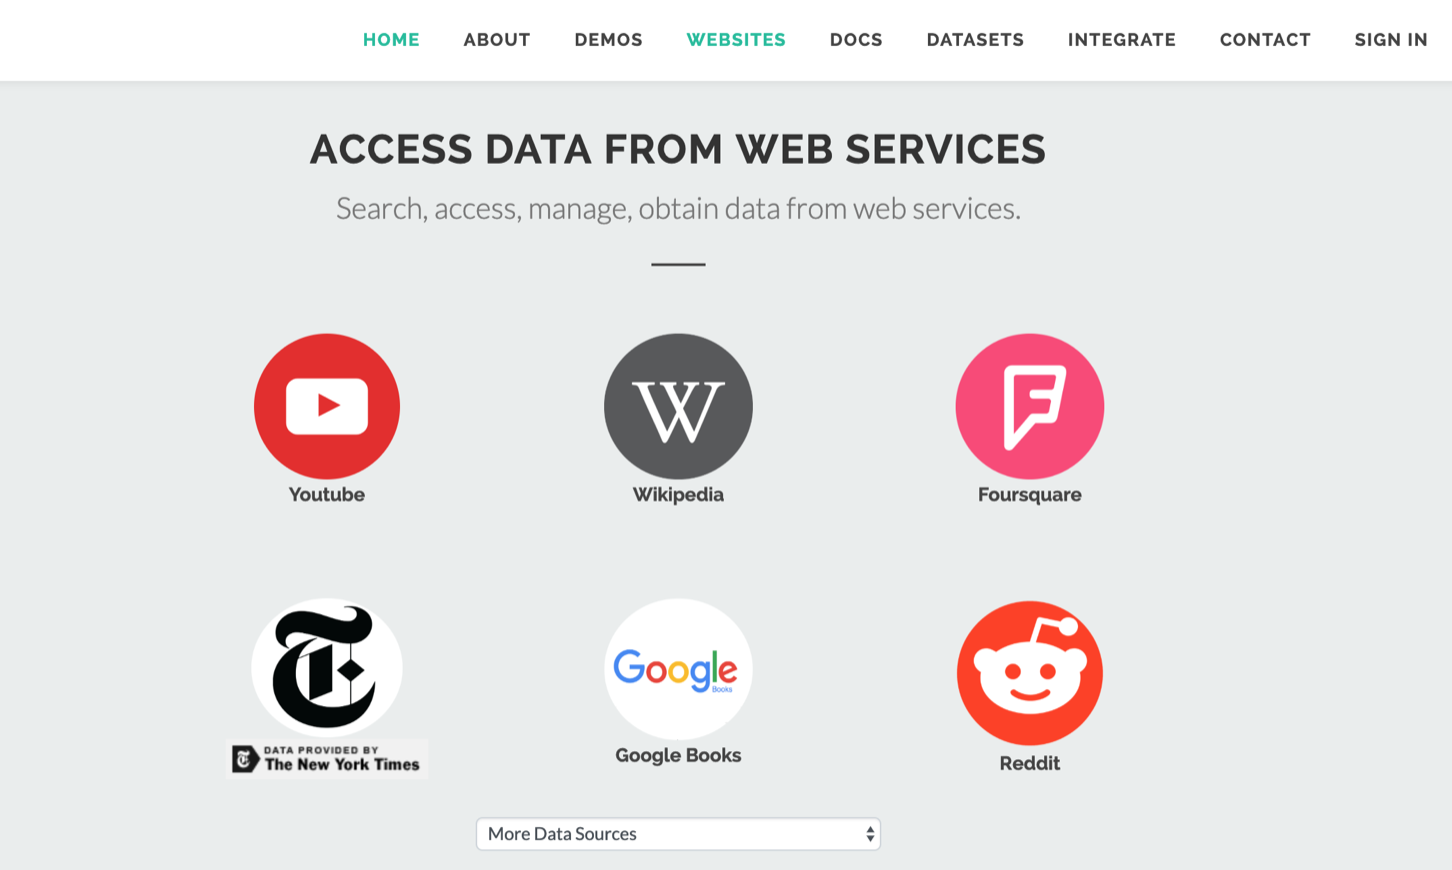 HOME ABOUT DEMOS WEBSITES DOCS DATASETS INTEGRATE CONTACT SIGN IN
ACCESS DATA FROM WEB SERVICES
Search, access, manage, obtain data from web services.
W F
Youtube Wikipedia Foursquare
T
Google
Books
DATA PROVIDED BY
The New York Times
Google Books
Reddit
More Data Sources